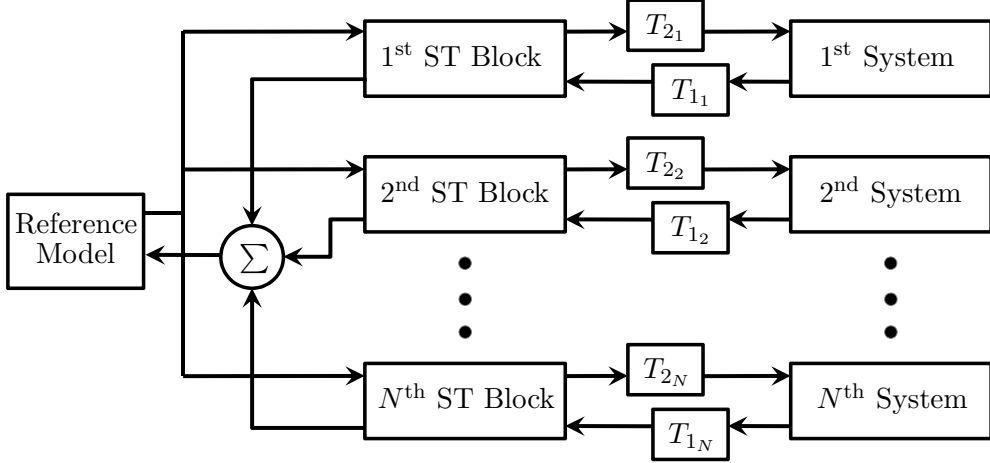 1st ST Block
T21
T11
1st System
2nd ST Block
T22
T12
2nd System
Reference
Model
∑
Nth ST Block
T2N
T1N
Nth System